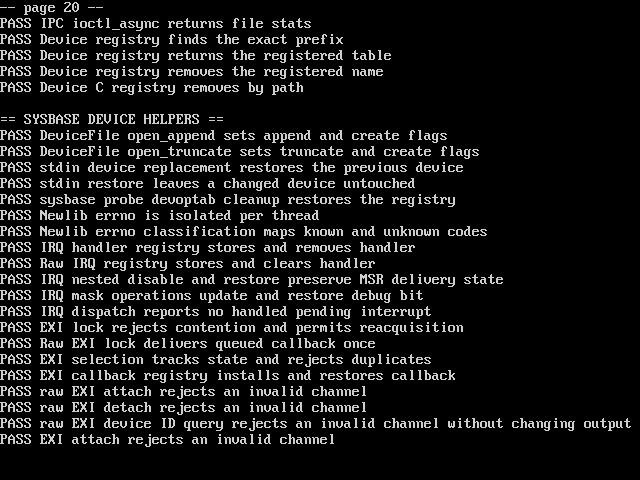 -- page 20 --
PASS IPC ioctl_async returns file stats
PASS Device registry finds the exact prefix
PASS Device registry returns the registered table
PASS Device registry removes the registered name
PASS Device C registry removes by path
== SYSBASE DEVICE HELPERS ==
PASS DeviceFile open_append sets append and create flags
PASS DeviceFile open_truncate sets truncate and create flags
PASS stdin device replacement restores the previous device
PASS stdin restore leaves a changed device untouched
PASS sysbase probe devoptab cleanup restores the registry
PASS Newlib errno is isolated per thread
PASS Newlib errno classification maps known and unknown codes
PASS IRQ handler registry stores and removes handler
PASS Raw IRQ registry stores and clears handler
PASS IRQ nested disable and restore preserve MSR delivery state
PASS IRQ mask operations update and restore debug bit
PASS IRQ dispatch reports no handled pending interrupt
PASS EXI lock rejects contention and permits reacquisition
PASS Raw EXI lock delivers queued callback once
PASS EXI selection tracks state and rejects duplicates
PASS EXI callback registry installs and restores callback
PASS raw EXI attach rejects an invalid channel
PASS raw EXI detach rejects an invalid channel
PASS raw EXI device ID query rejects an invalid channel without changing output
PASS EXI attach rejects an invalid channel